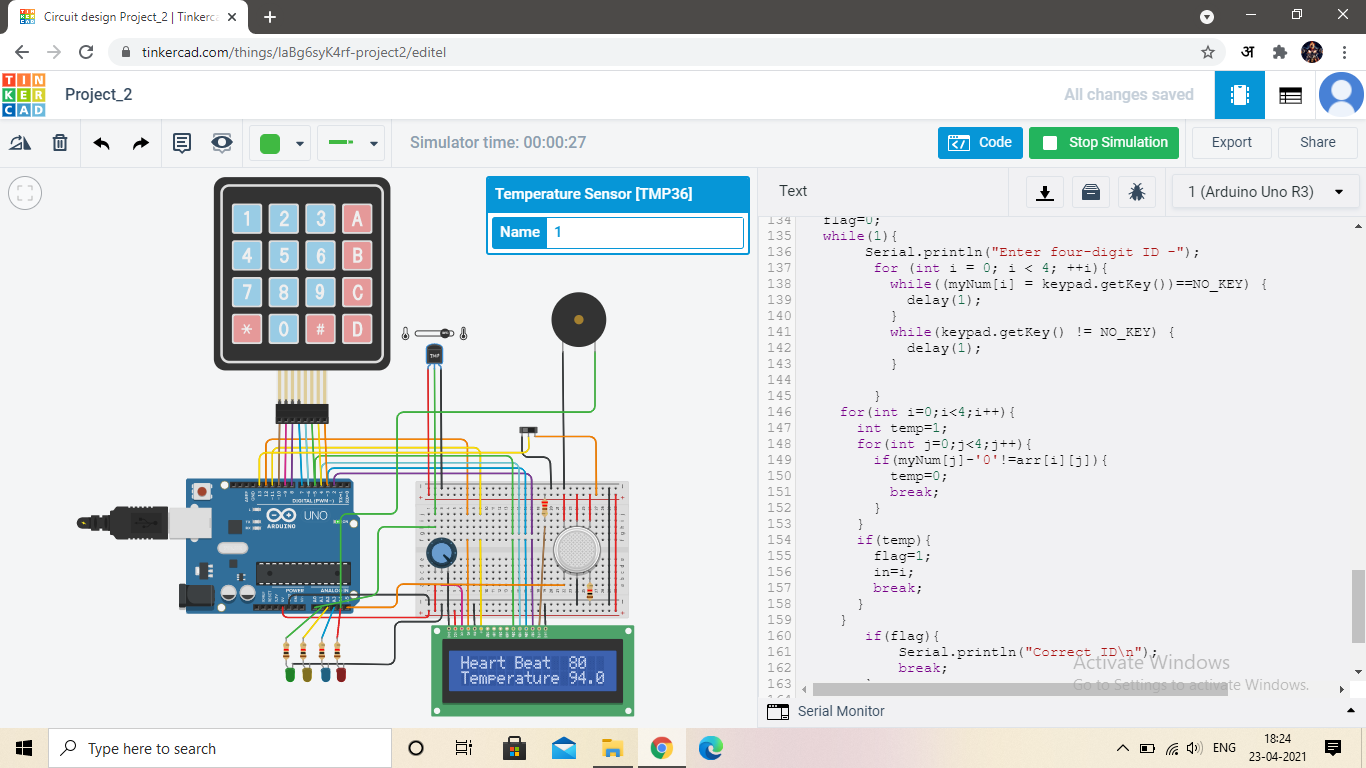 Circuit design Project_2 | Tinkerca
tinkercad.com/things/laBg6syK4rf-project2/editel
अ
TIN
KER
CAD
Project_2
All changes saved
Simulator time: 00:00:27
Code
Stop Simulation
Export
Share
Temperature Sensor [TMP36]
Name 1
1 2 3 A
4 5 6 B
7 8 9 C
* 0 # D
TMP
DIGITAL (PWM~)
UNO
ARDUINO
POWER
ANALOG IN
Heart Beat 80
Temperature 94.0
Text
1 (Arduino Uno R3)
134 flag=0;
135 while(1){
136 Serial.println("Enter four-digit ID -");
137 for (int i = 0; i < 4; ++i){
138 while((myNum[i] = keypad.getKey())==NO_KEY) {
139 delay(1);
140 }
141 while(keypad.getKey() != NO_KEY) {
142 delay(1);
143 }
144
145 }
146 for(int i=0;i<4;i++){
147 int temp=1;
148 for(int j=0;j<4;j++){
149 if(myNum[j]-'0'!=arr[i][j]){
150 temp=0;
151 break;
152 }
153 }
154 if(temp){
155 flag=1;
156 in=i;
157 break;
158 }
159 }
160 if(flag){
161 Serial.println("Correct ID\n");
162 break;
163
Activate Windows
Go to Settings to activate Windows.
Serial Monitor
Type here to search
ENG
18:24
23-04-2021